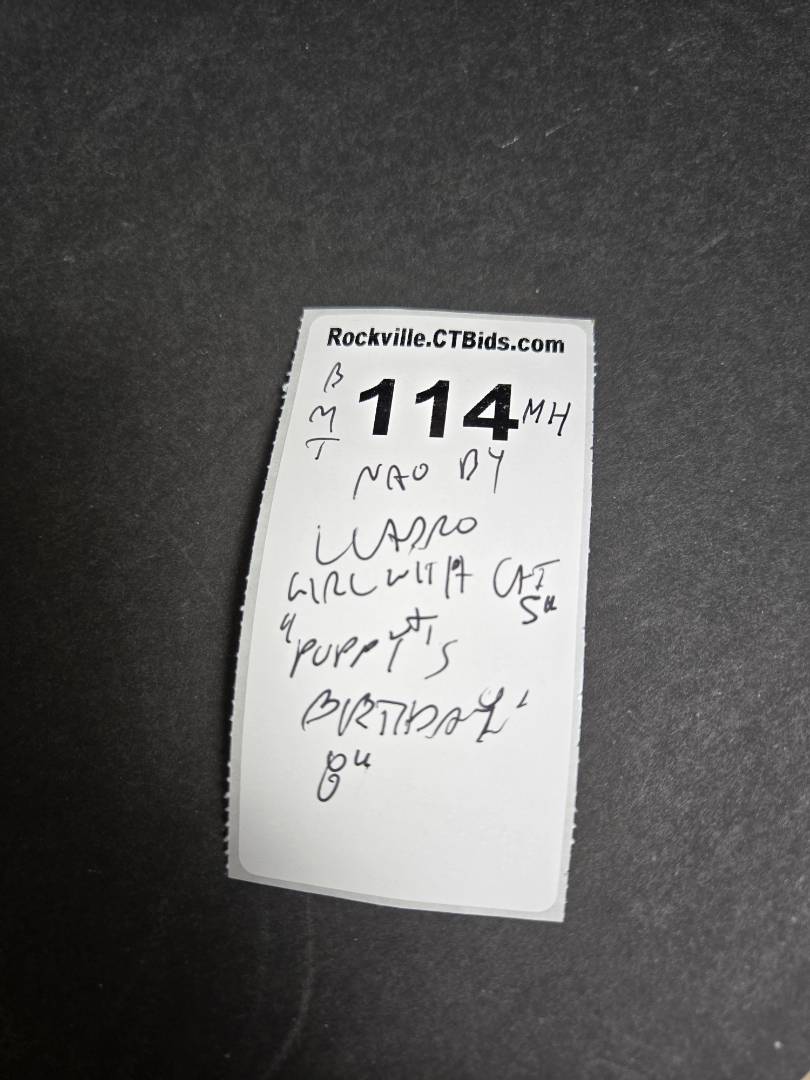 Rockville.CTBids.com
B
M
T
114 MH
NAO BY
LLADRO
GIRL WITH CAT
5"
"PUPPY'S
BIRTHDAY'
8"